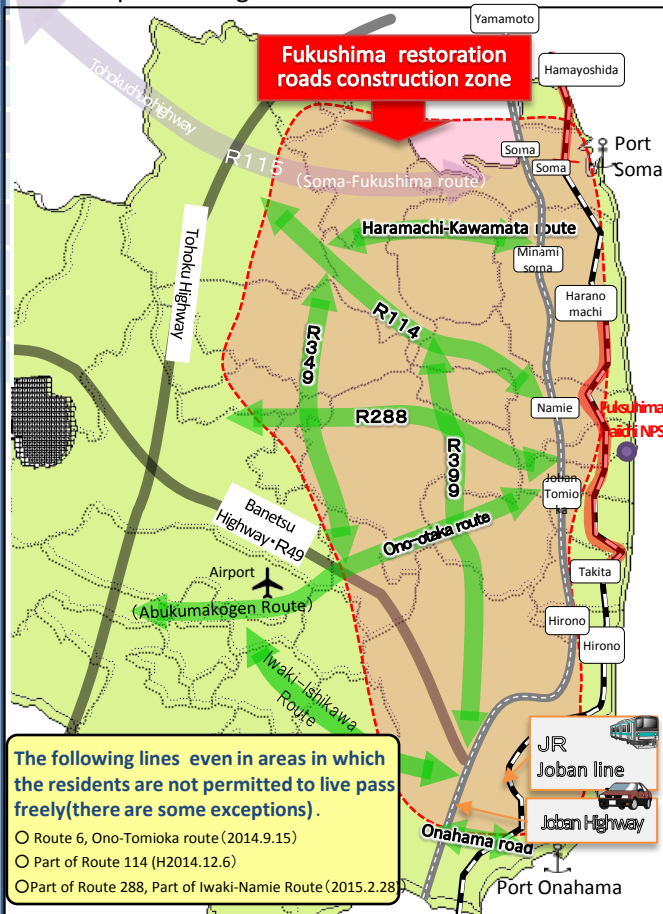 Yamamoto
Fukushima restoration
roads construction zone
Hamayoshida
Tohokuchuo highway
Port
Soma
Soma
Soma
R115 (Soma-Fukushima route)
Haramachi-Kawamata route
Minami
soma
Tohoku Highway
Harano
machi
R114
R349
Namie
Fuksuhima
Daiichi NPS
R288
R399
Joban
Tomio
ka
Banetsu
Highway・R49
Ono-otaka route
Airport
Takita
(Abukumakogen Route)
Hirono
Hirono
Iwaki-Ishikawa
Route
JR
Joban line
Joban Highway
The following lines even in areas in which
the residents are not permitted to live pass
freely(there are some exactly exceptions) .
○ Route 6, Ono-Tomioka route(2014.9.15)
○ Part of Route 114 (H2014.12.6)
○Part of Route 288, Part of Iwaki-Namie Route(2015.2.28)
Onahama road
Port Onahama